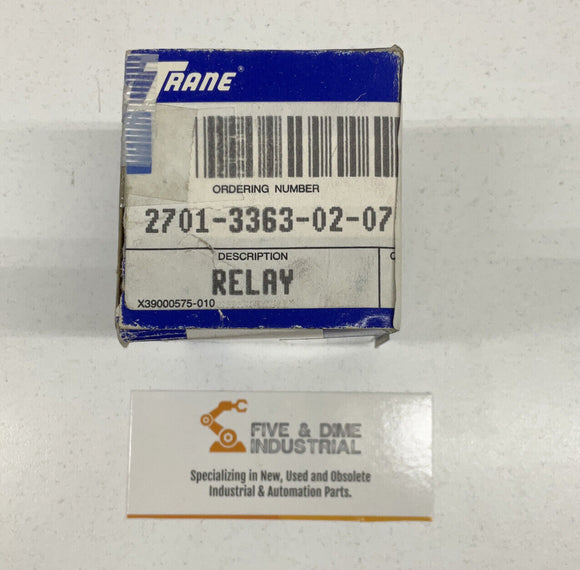 TRANE®
ORDERING NUMBER
2701-3363-02-07
DESCRIPTION
RELAY
X39000575-010
FIVE & DIME
INDUSTRIAL
Specializing in New, Used and Obsolete
Industrial & Automation Parts.